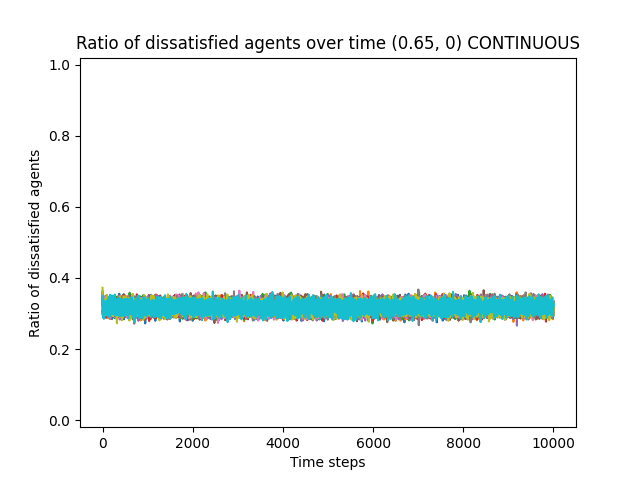 Ratio of dissatisfied agents over time (0.65, 0) CONTINUOUS
Ratio of dissatisfied agents
1.0
0.8
0.6
0.4
0.2
0.0
0 2000 4000 6000 8000 10000
Time steps